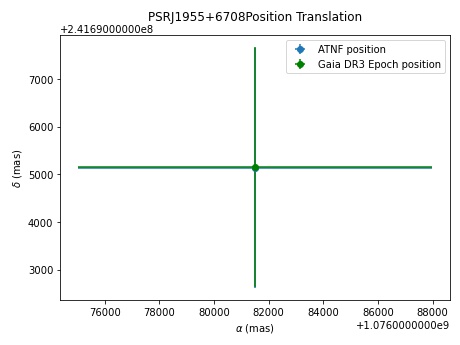 PSRJ1955+6708Position Translation
+2.4169000000e8
ATNF position
Gaia DR3 Epoch position
7000
6000
5000
4000
3000
δ (mas)
76000 78000 80000 82000 84000 86000 88000
+1.0760000000e9
α (mas)